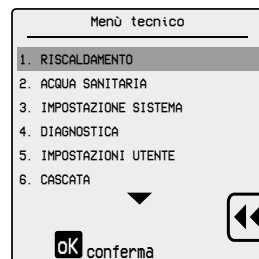 Menù tecnico
1. RISCALDAMENTO
2. ACQUA SANITARIA
3. IMPOSTAZIONE SISTEMA
4. DIAGNOSTICA
5. IMPOSTAZIONI UTENTE
6. CASCATA
oK conferma